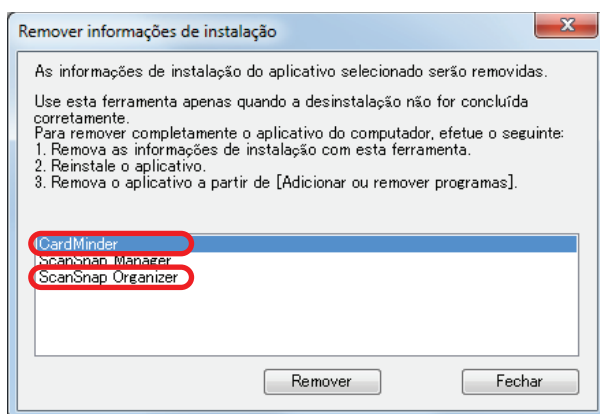 Remover informações de instalação
As informações de instalação do aplicativo selecionado serão removidas.
Use esta ferramenta apenas quando a desinstalação não for concluída
corretamente.
Para remover completamente o aplicativo do computador, efetue o seguinte:
1. Remova as informações de instalação com esta ferramenta.
2. Reinstale o aplicativo.
3. Remova o aplicativo a partir de [Adicionar ou remover programas].
CardMinder
ScanSnap Manager
ScanSnap Organizer
Remover
Fechar